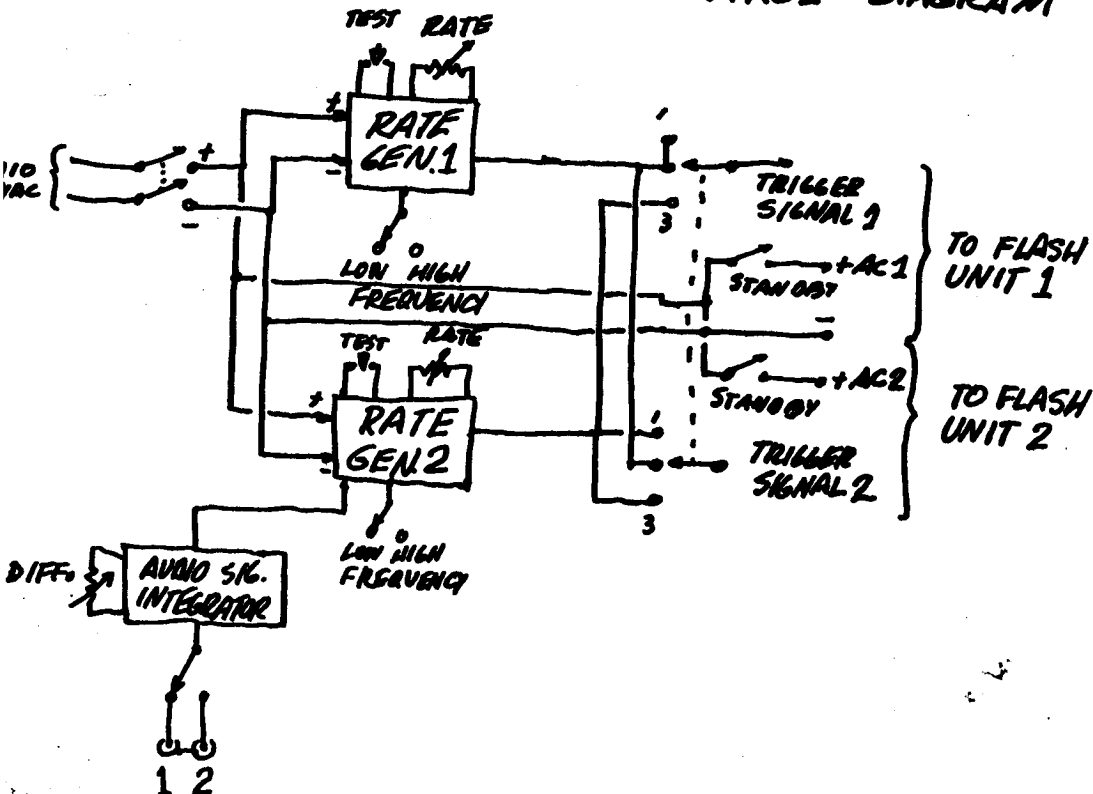 DIAGRAM
TEST RATE
+
RATE
GEN.1
-
110
VAC
+
-
LOW HIGH
FREQUENCY
1
3
TRIGGER
SIGNAL 1
STANDBY
+AC1
-
TO FLASH
UNIT 1
TEST RATE
+
RATE
GEN.2
-
LOW HIGH
FREQUENCY
STANDBY
+AC2
1
3
TRIGGER
SIGNAL 2
TO FLASH
UNIT 2
DIFF.
AUDIO SIG.
INTEGRATOR
1 2